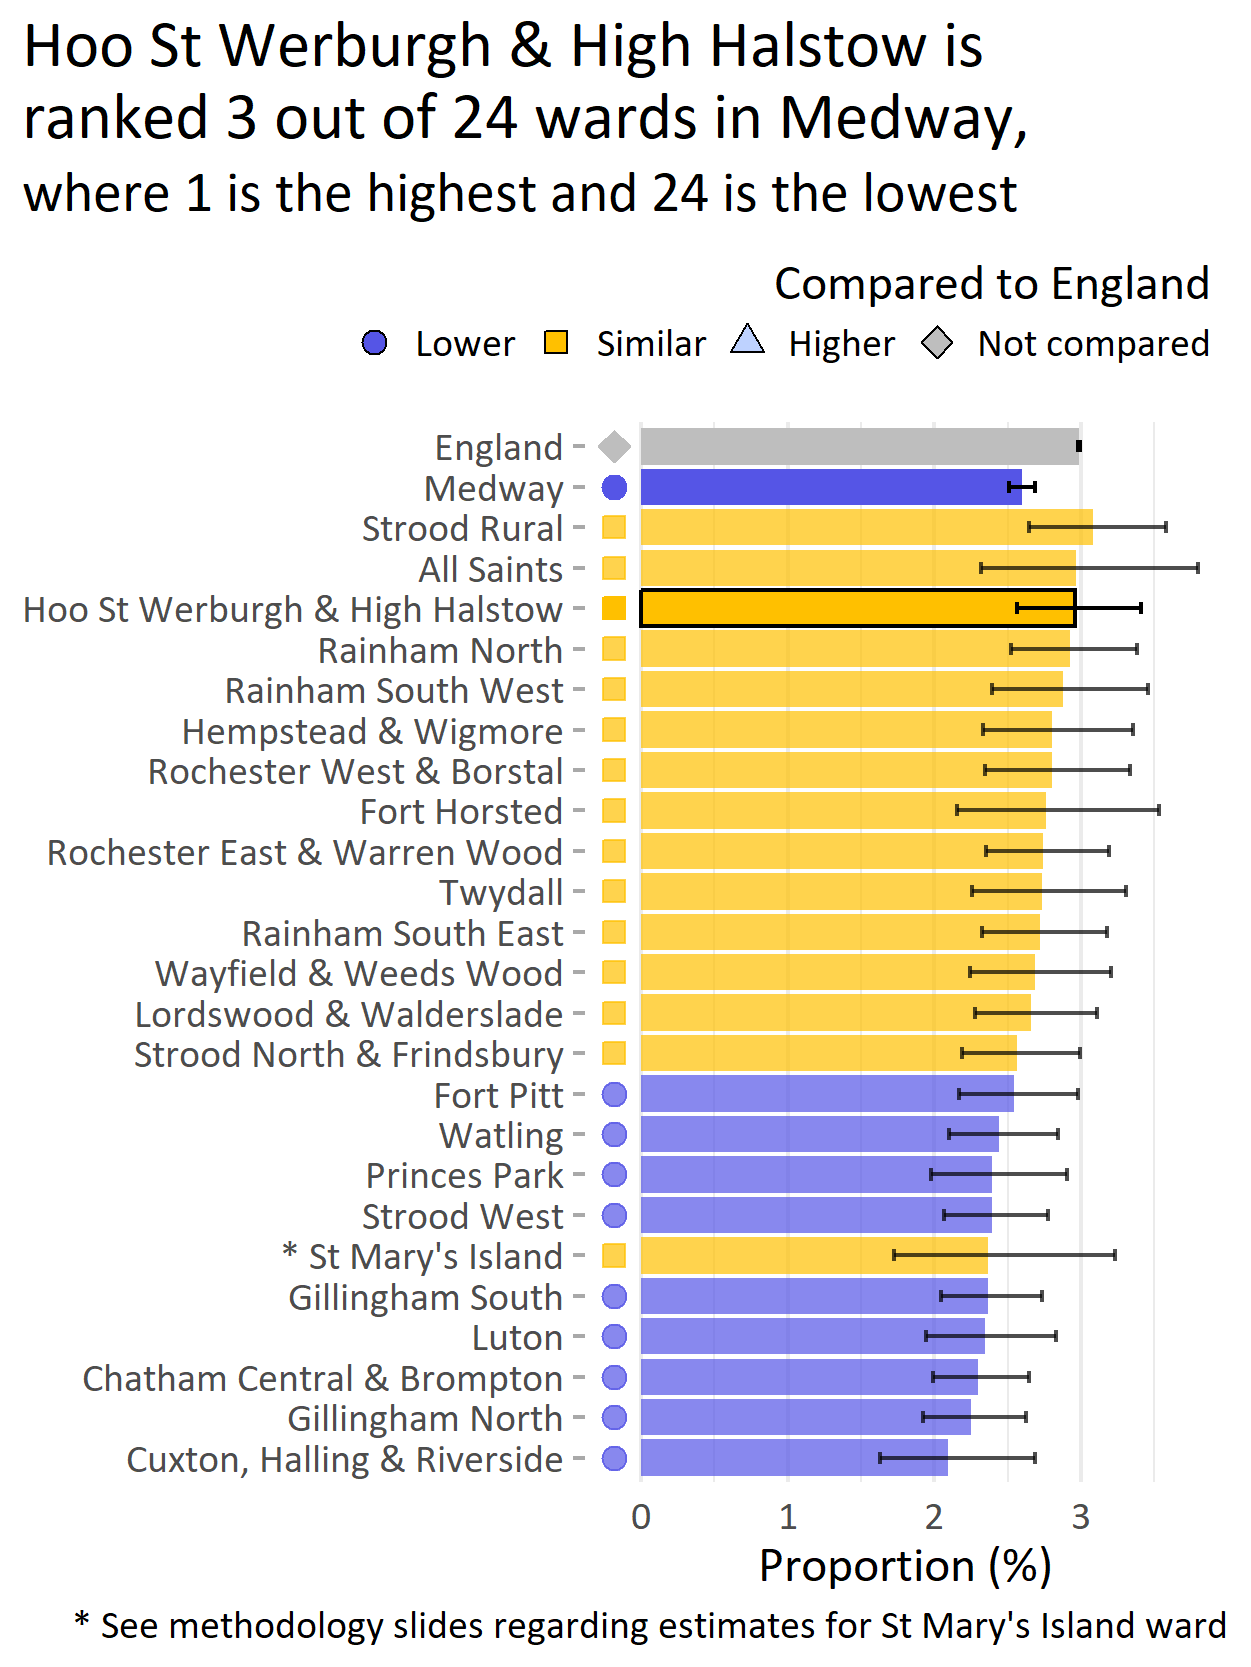 Hoo St Werburgh & High Halstow is
ranked 3 out of 24 wards in Medway,
where 1 is the highest and 24 is the lowest
Compared to England
Lower Similar Higher Not compared
England
Medway
Strood Rural
All Saints
Hoo St Werburgh & High Halstow
Rainham North
Rainham South West
Hempstead & Wigmore
Rochester West & Borstal
Fort Horsted
Rochester East & Warren Wood
Twydall
Rainham South East
Wayfield & Weeds Wood
Lordswood & Walderslade
Strood North & Frindsbury
Fort Pitt
Watling
Princes Park
Strood West
* St Mary's Island
Gillingham South
Luton
Chatham Central & Brompton
Gillingham North
Cuxton, Halling & Riverside
0 1 2 3
Proportion (%)
* See methodology slides regarding estimates for St Mary's Island ward